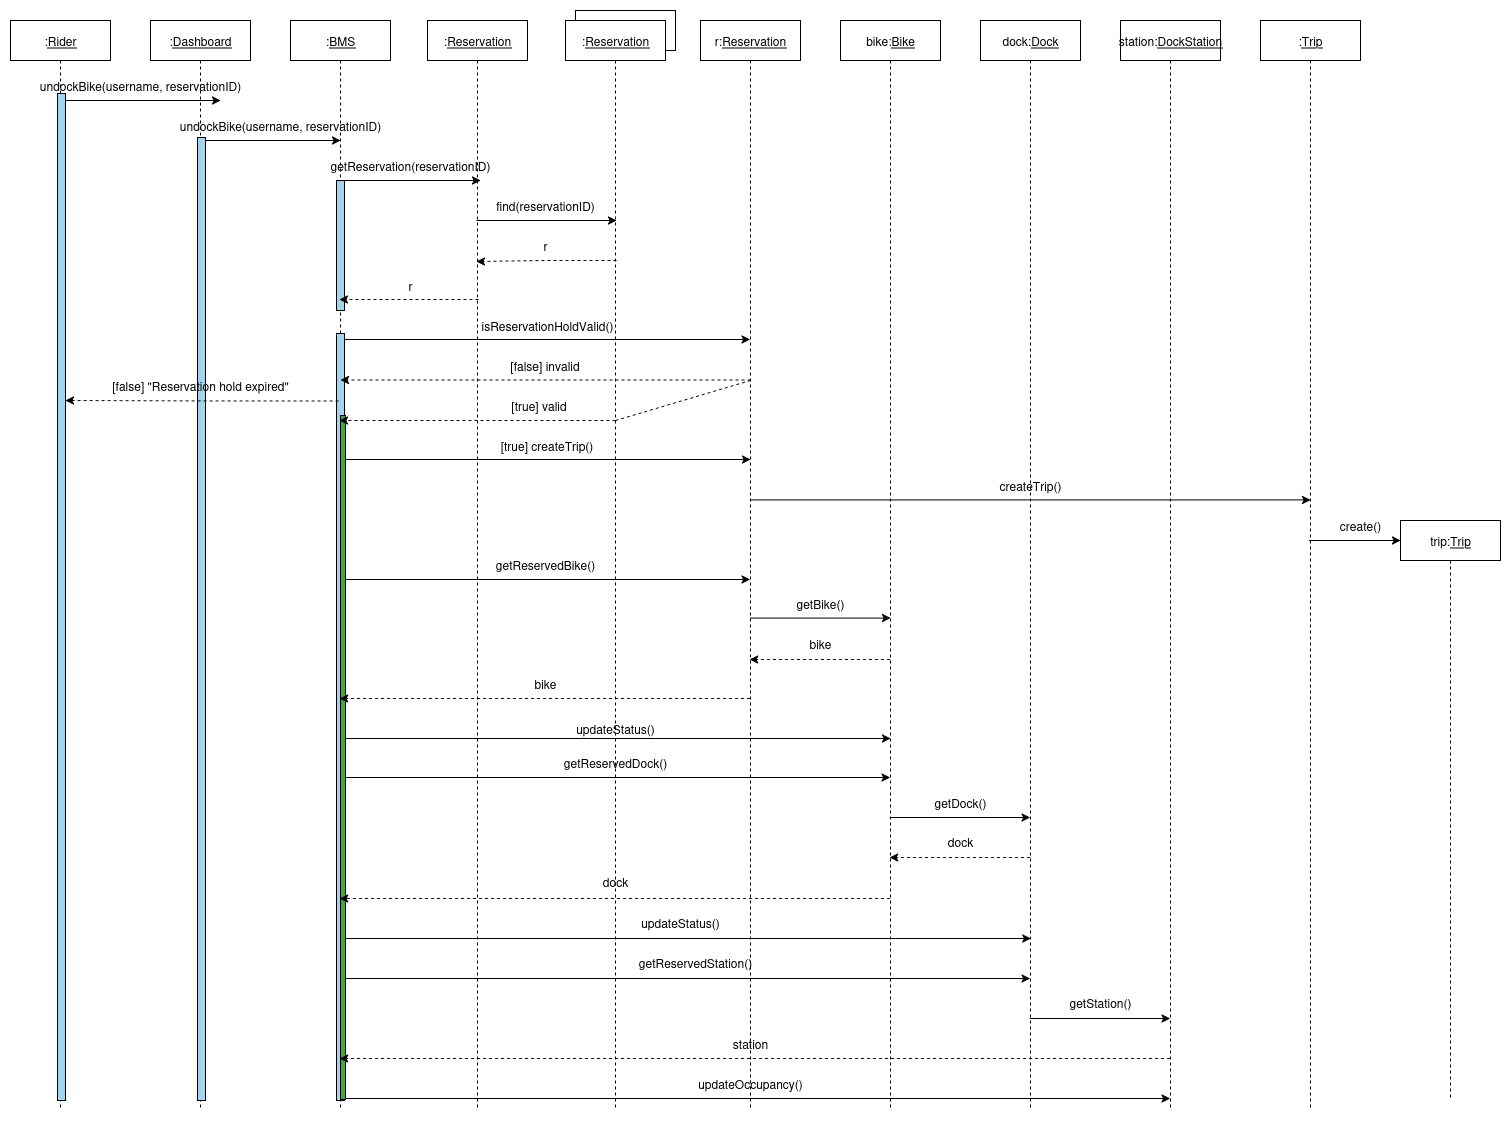 :Rider
:Dashboard
:BMS
:Reservation
:Reservation
r:Reservation
bike:Bike
dock:Dock
station:DockStation
:Trip
undockBike(username, reservationID)
undockBike(username, reservationID)
getReservation(reservationID)
find(reservationID)
r
r
isReservationHoldValid()
[false] invalid
[false] "Reservation hold expired"
[true] valid
[true] createTrip()
createTrip()
create()
trip:Trip
getReservedBike()
getBike()
bike
bike
updateStatus()
getReservedDock()
getDock()
dock
dock
updateStatus()
getReservedStation()
getStation()
station
updateOccupancy()